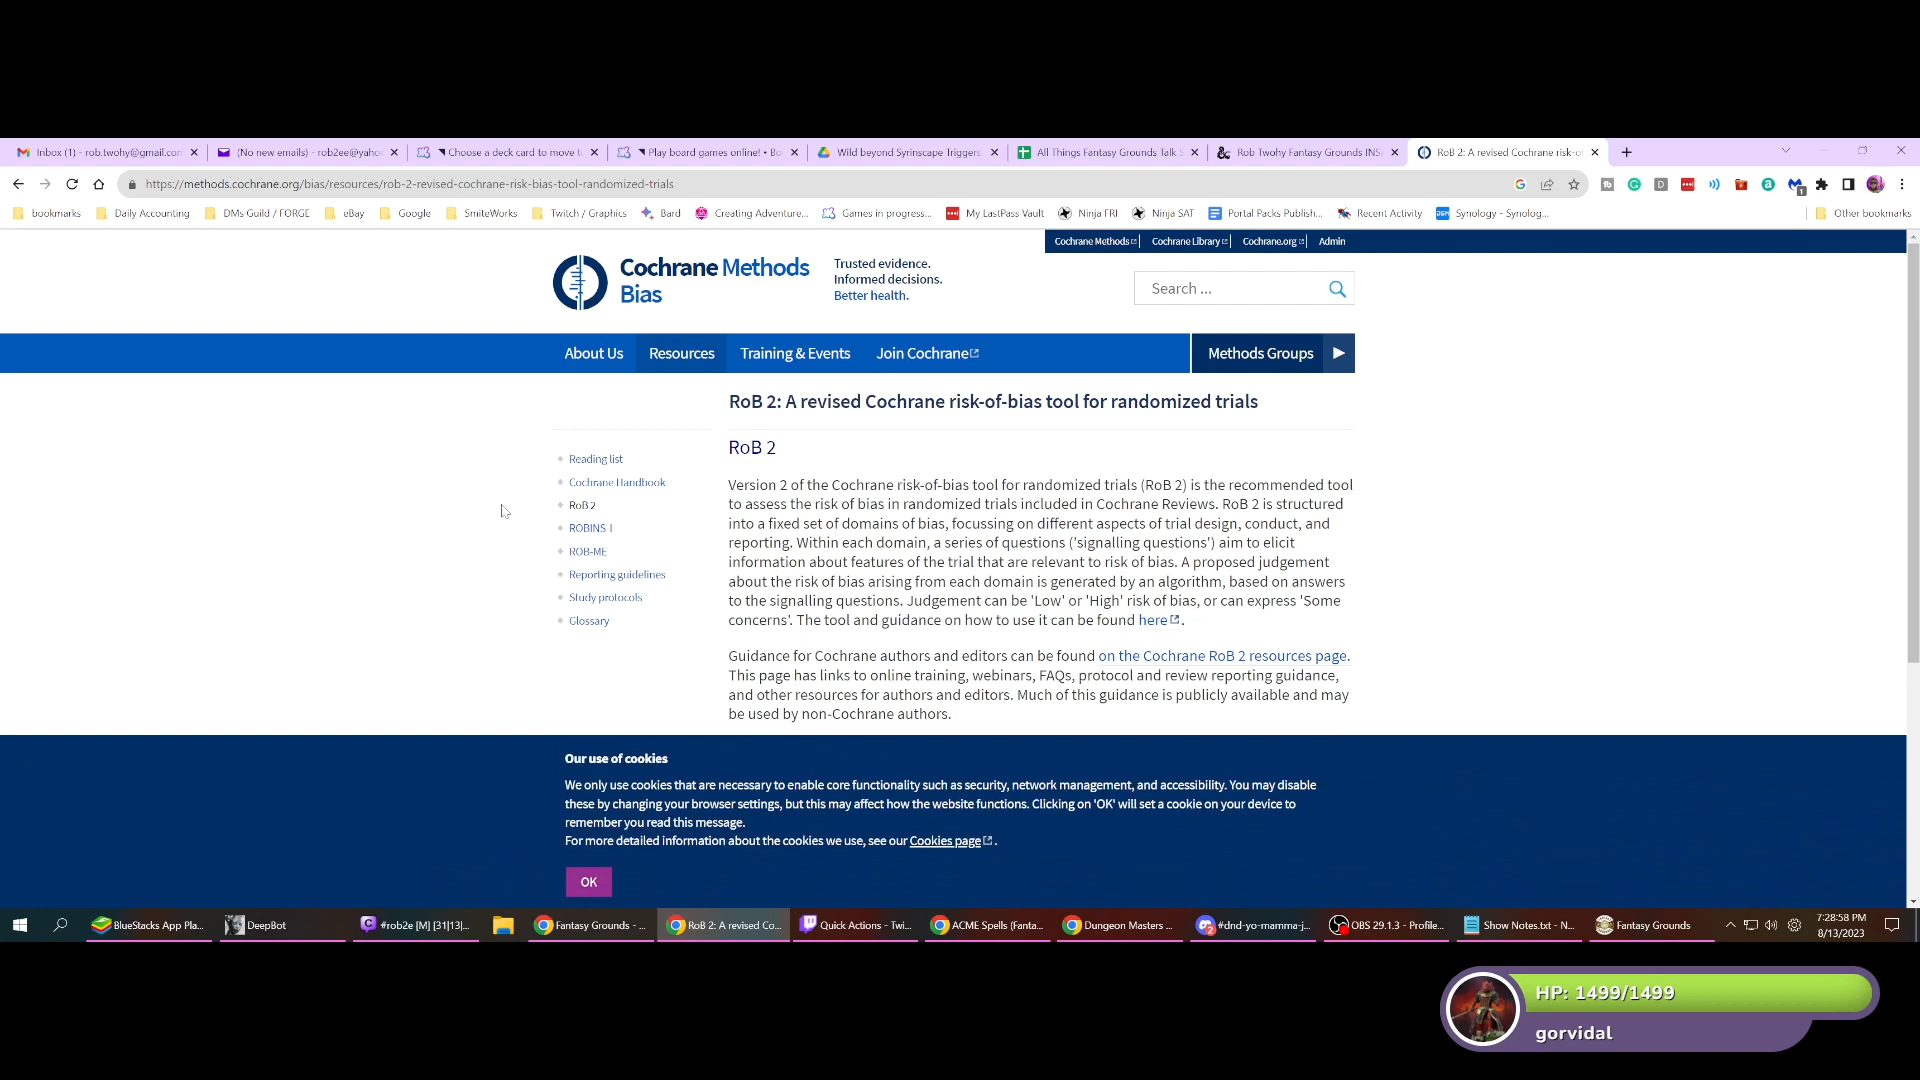 Inbox (1) - rob.twohy@gmail.com
(No new emails) - rob2ee@yaho
Choose a deck card to move t
Play board games online! • Bo
Wild beyond Syrinscape Triggers
All Things Fantasy Grounds Talk S
Rob Twohy Fantasy Grounds INSA
RoB 2: A revised Cochrane risk-of
https://methods.cochrane.org/bias/resources/rob-2-revised-cochrane-risk-bias-tool-randomized-trials
bookmarks
Daily Accounting
DMs Guild / FORGE
eBay
Google
SmiteWorks
Twitch / Graphics
Bard
Creating Adventure...
Games in progress...
My LastPass Vault
Ninja FRI
Ninja SAT
Portal Packs Publish...
Recent Activity
Synology - Synolog...
Other bookmarks
Cochrane Methods
Cochrane Library
Cochrane.org
Admin
Cochrane Methods
Bias
Trusted evidence.
Informed decisions.
Better health.
Search ...
About Us
Resources
Training & Events
Join Cochrane
Methods Groups
RoB 2: A revised Cochrane risk-of-bias tool for randomized trials
Reading list
Cochrane Handbook
RoB 2
ROBINS-I
ROB-ME
Reporting guidelines
Study protocols
Glossary
RoB 2
Version 2 of the Cochrane risk-of-bias tool for randomized trials (RoB 2) is the recommended tool
to assess the risk of bias in randomized trials included in Cochrane Reviews. RoB 2 is structured
into a fixed set of domains of bias, focussing on different aspects of trial design, conduct, and
reporting. Within each domain, a series of questions ('signalling questions') aim to elicit
information about features of the trial that are relevant to risk of bias. A proposed judgement
about the risk of bias arising from each domain is generated by an algorithm, based on answers
to the signalling questions. Judgement can be 'Low' or 'High' risk of bias, or can express 'Some
concerns'. The tool and guidance on how to use it can be found here.
Guidance for Cochrane authors and editors can be found on the Cochrane RoB 2 resources page.
This page has links to online training, webinars, FAQs, protocol and review reporting guidance,
and other resources for authors and editors. Much of this guidance is publicly available and may
be used by non-Cochrane authors.
Our use of cookies
We only use cookies that are necessary to enable core functionality such as security, network management, and accessibility. You may disable
these by changing your browser settings, but this may affect how the website functions. Clicking on 'OK' will set a cookie on your device to
remember you read this message.
For more detailed information about the cookies we use, see our Cookies page.
OK
BlueStacks App Pla...
DeepBot
#rob2e [M] [31|13|...
Fantasy Grounds - ...
RoB 2: A revised Co...
Quick Actions - Twi...
ACME Spells (Fanta...
Dungeon Masters ...
#dnd-yo-mamma-j...
OBS 29.1.3 - Profile...
Show Notes.txt - N...
Fantasy Grounds
7:28:58 PM
8/13/2023
HP: 1499/1499
gorvidal